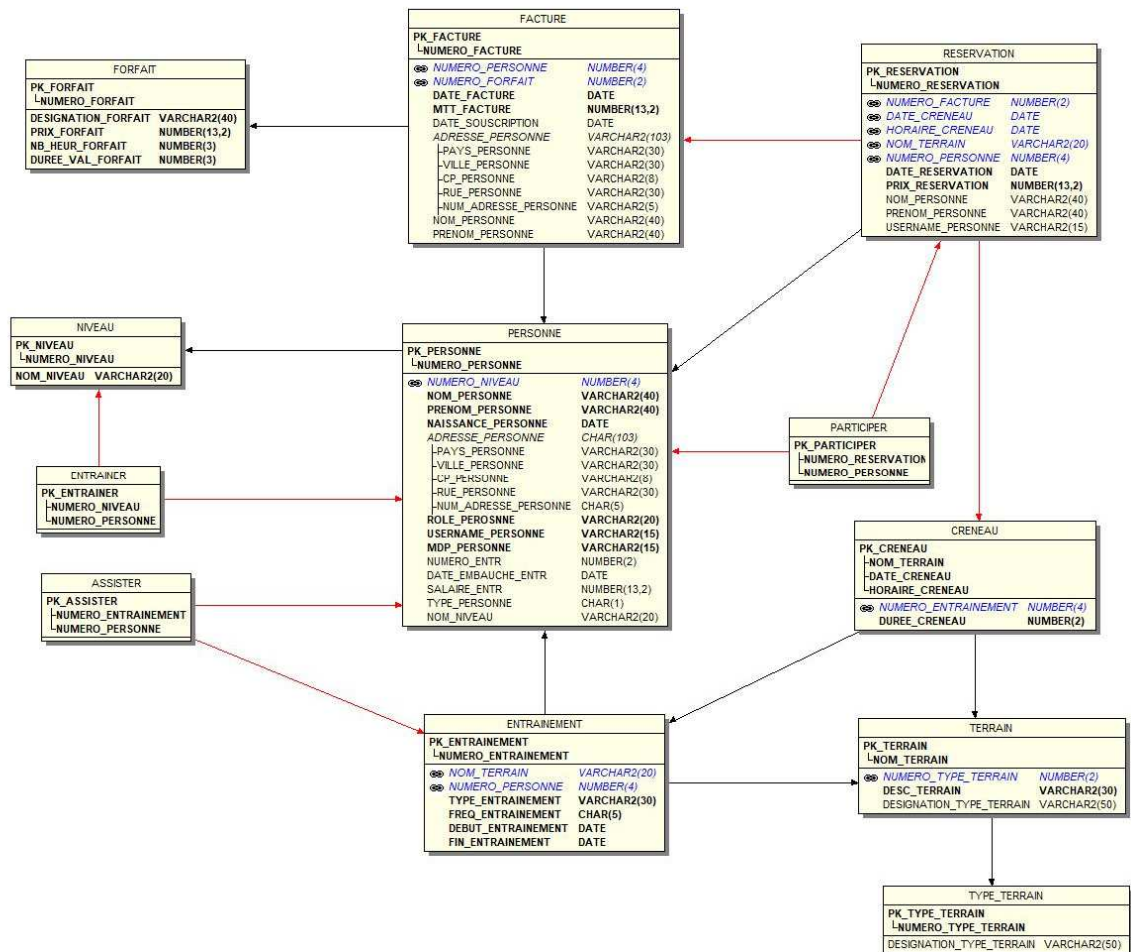 FACTURE
PK_FACTURE
NUMERO_FACTURE
NUMERO_PERSONNE NUMBER(4)
NUMERO_FORFAIT NUMBER(2)
DATE_FACTURE DATE
MTT_FACTURE NUMBER(13,2)
DATE_SOUSCRIPTION DATE
ADRESSE_PERSONNE VARCHAR2(103)
PAYS_PERSONNE VARCHAR2(30)
VILLE_PERSONNE VARCHAR2(30)
CP_PERSONNE VARCHAR2(8)
RUE_PERSONNE VARCHAR2(30)
NUM_ADRESSE_PERSONNE VARCHAR2(5)
NOM_PERSONNE VARCHAR2(40)
PRENOM_PERSONNE VARCHAR2(40)
FORFAIT
PK_FORFAIT
NUMERO_FORFAIT
DESIGNATION_FORFAIT VARCHAR2(40)
PRIX_FORFAIT NUMBER(13,2)
NB_HEUR_FORFAIT NUMBER(3)
DUREE_VAL_FORFAIT NUMBER(3)
RESERVATION
PK_RESERVATION
NUMERO_RESERVATION
NUMERO_FACTURE NUMBER(2)
DATE_CRENEAU DATE
HORAIRE_CRENEAU DATE
NOM_TERRAIN VARCHAR2(20)
NUMERO_PERSONNE NUMBER(4)
DATE_RESERVATION DATE
PRIX_RESERVATION NUMBER(13,2)
NOM_PERSONNE VARCHAR2(40)
PRENOM_PERSONNE VARCHAR2(40)
USERNAME_PERSONNE VARCHAR2(15)
NIVEAU
PK_NIVEAU
NUMERO_NIVEAU
NOM_NIVEAU VARCHAR2(20)
PERSONNE
PK_PERSONNE
NUMERO_PERSONNE
NUMERO_NIVEAU NUMBER(4)
NOM_PERSONNE VARCHAR2(40)
PRENOM_PERSONNE VARCHAR2(40)
NAISSANCE_PERSONNE DATE
ADRESSE_PERSONNE CHAR(103)
PAYS_PERSONNE VARCHAR2(30)
VILLE_PERSONNE VARCHAR2(30)
CP_PERSONNE VARCHAR2(8)
RUE_PERSONNE VARCHAR2(30)
NUM_ADRESSE_PERSONNE CHAR(5)
ROLE_PEROSNNE VARCHAR2(20)
USERNAME_PERSONNE VARCHAR2(15)
MDP_PERSONNE VARCHAR2(15)
NUMERO_ENTR NUMBER(2)
DATE_EMBAUCHE_ENTR DATE
SALAIRE_ENTR NUMBER(13,2)
TYPE_PERSONNE CHAR(1)
NOM_NIVEAU VARCHAR2(20)
PARTICIPER
PK_PARTICIPER
NUMERO_RESERVATION
NUMERO_PERSONNE
ENTRAINER
PK_ENTRAINER
NUMERO_NIVEAU
NUMERO_PERSONNE
CRENEAU
PK_CRENEAU
NOM_TERRAIN
DATE_CRENEAU
HORAIRE_CRENEAU
NUMERO_ENTRAINEMENT NUMBER(4)
DUREE_CRENEAU NUMBER(2)
ASSISTER
PK_ASSISTER
NUMERO_ENTRAINEMENT
NUMERO_PERSONNE
ENTRAINEMENT
PK_ENTRAINEMENT
NUMERO_ENTRAINEMENT
NOM_TERRAIN VARCHAR2(20)
NUMERO_PERSONNE NUMBER(4)
TYPE_ENTRAINEMENT VARCHAR2(30)
FREQ_ENTRAINEMENT CHAR(5)
DEBUT_ENTRAINEMENT DATE
FIN_ENTRAINEMENT DATE
TERRAIN
PK_TERRAIN
NOM_TERRAIN
NUMERO_TYPE_TERRAIN NUMBER(2)
DESC_TERRAIN VARCHAR2(30)
DESIGNATION_TYPE_TERRAIN VARCHAR2(50)
TYPE_TERRAIN
PK_TYPE_TERRAIN
NUMERO_TYPE_TERRAIN
DESIGNATION_TYPE_TERRAIN VARCHAR2(50)